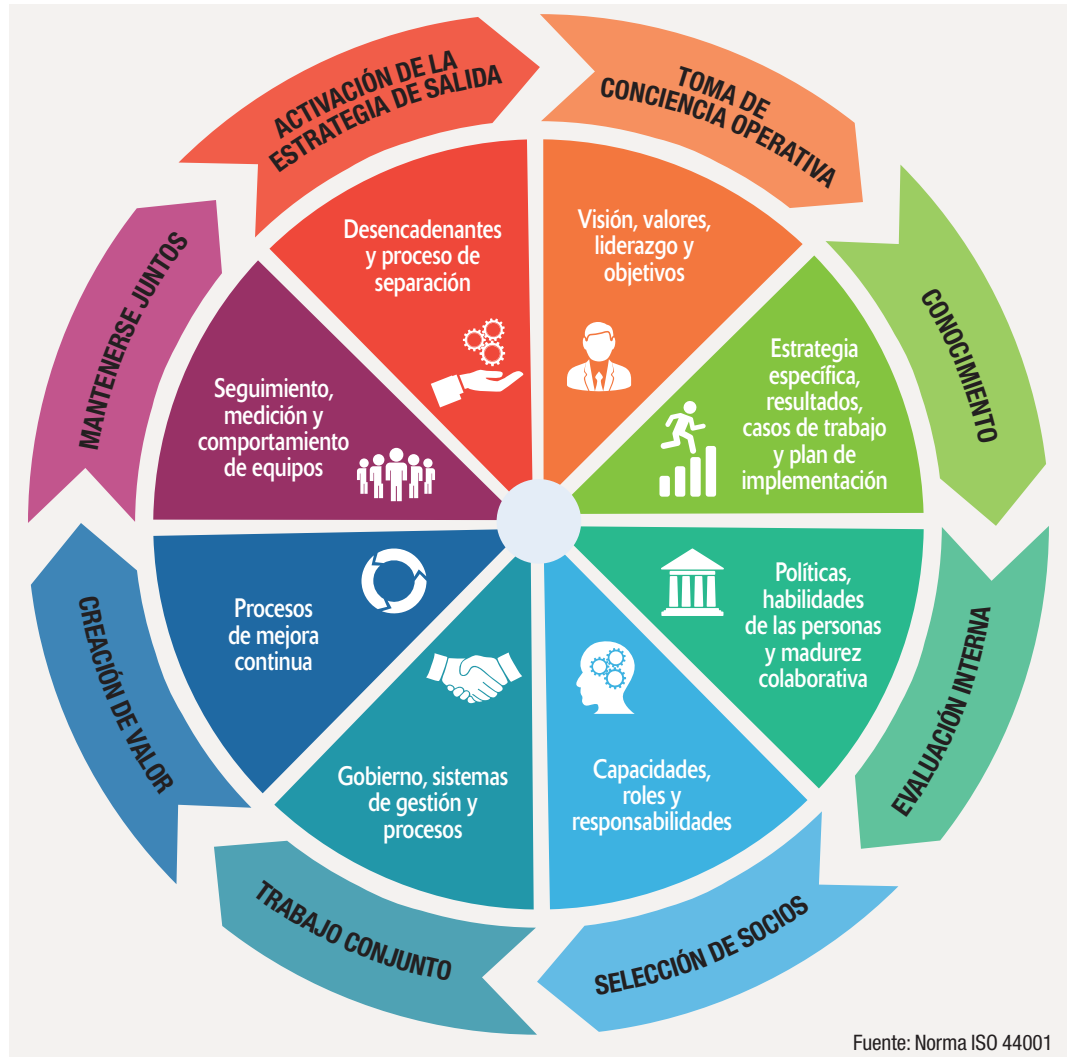 TOMA DE
CONCIENCIA OPERATIVA
Visión, valores,
liderazgo y
objetivos
CONOCIMIENTO
Estrategia
específica,
resultados,
casos de trabajo
y plan de
implementación
EVALUACIÓN INTERNA
Políticas,
habilidades
de las personas
y madurez
colaborativa
SELECCIÓN DE SOCIOS
Capacidades,
roles y
responsabilidades
TRABAJO CONJUNTO
Gobierno, sistemas
de gestión y
procesos
CREACIÓN DE VALOR
Procesos
de mejora
continua
MANTENERSE JUNTOS
Seguimiento,
medición y
comportamiento
de equipos
ACTIVACIÓN DE LA
ESTRATEGIA DE SALIDA
Desencadenantes
y proceso de
separación
Fuente: Norma ISO 44001